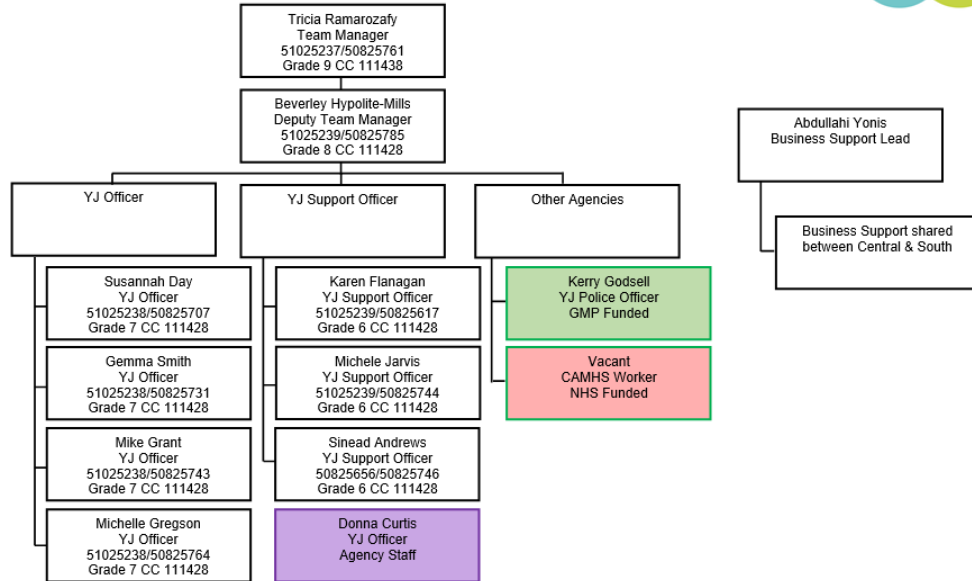 Tricia Ramarozafy
Team Manager
51025237/50825761
Grade 9 CC 111438
Beverley Hypolite-Mills
Deputy Team Manager
51025239/50825785
Grade 8 CC 111428
Abdullahi Yonis
Business Support Lead
Business Support shared
between Central & South
YJ Officer
YJ Support Officer
Other Agencies
Susannah Day
YJ Officer
51025238/50825707
Grade 7 CC 111428
Gemma Smith
YJ Officer
51025238/50825731
Grade 7 CC 111428
Mike Grant
YJ Officer
51025238/50825743
Grade 7 CC 111428
Michelle Gregson
YJ Officer
51025238/50825764
Grade 7 CC 111428
Karen Flanagan
YJ Support Officer
51025239/50825617
Grade 6 CC 111428
Michele Jarvis
YJ Support Officer
51025239/50825744
Grade 6 CC 111428
Sinead Andrews
YJ Support Officer
50825656/50825746
Grade 6 CC 111428
Donna Curtis
YJ Officer
Agency Staff
Kerry Godsell
YJ Police Officer
GMP Funded
Vacant
CAMHS Worker
NHS Funded